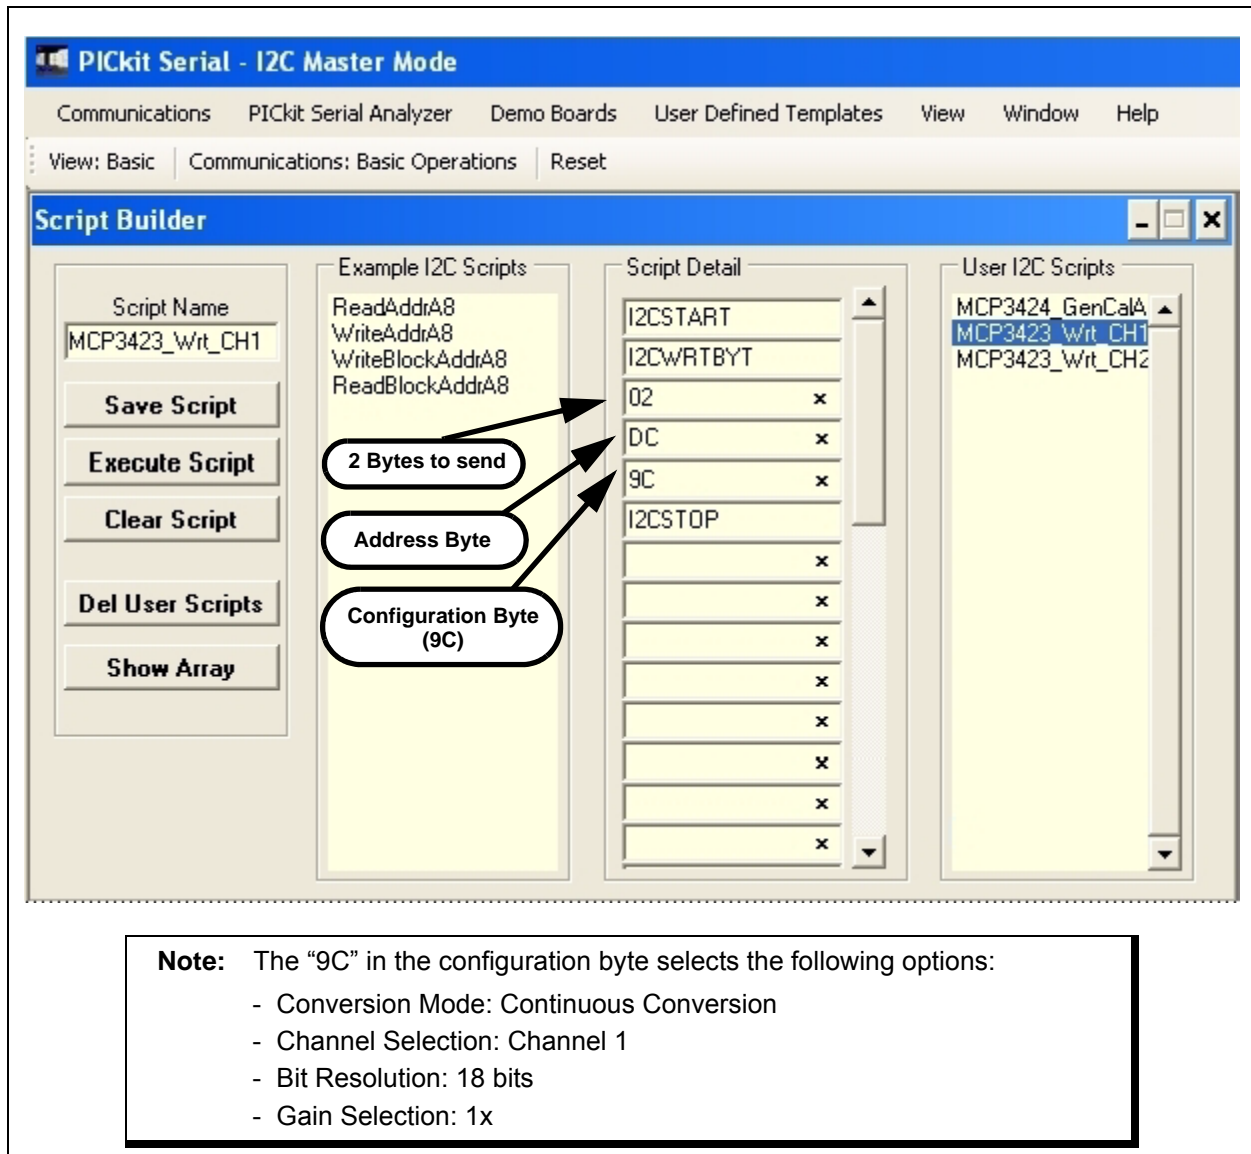 PICkit Serial - I2C Master Mode
Communications PICkit Serial Analyzer Demo Boards User Defined Templates View Window Help
View: Basic Communications: Basic Operations Reset
Script Builder
Script Name
MCP3423_Wrt_CH1
Save Script
Execute Script
Clear Script
Del User Scripts
Show Array
Example I2C Scripts
ReadAddrA8
WriteAddrA8
WriteBlockAddrA8
ReadBlockAddrA8
2 Bytes to send
Address Byte
Configuration Byte
(9C)
Script Detail
I2CSTART
I2CWRTBYT
02
DC
9C
I2CSTOP
User I2C Scripts
MCP3424_GenCalA
MCP3423_Wrt_CH1
MCP3423_Wrt_CH2
Note: The “9C” in the configuration byte selects the following options:
- Conversion Mode: Continuous Conversion
- Channel Selection: Channel 1
- Bit Resolution: 18 bits
- Gain Selection: 1x